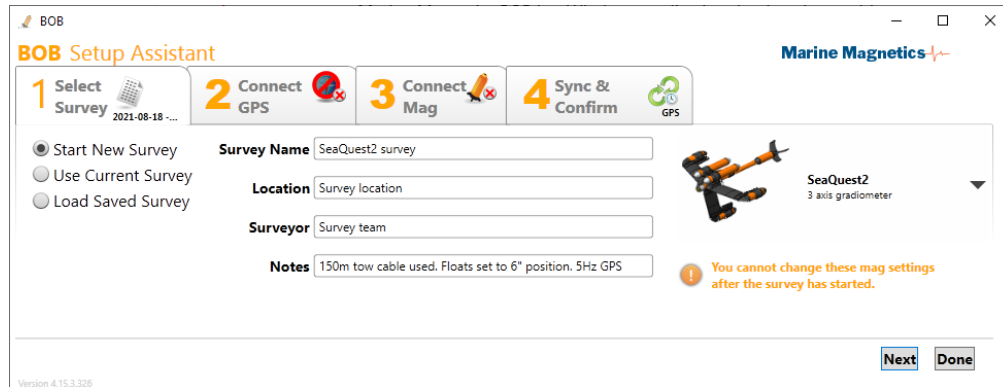 BOB
BOB Setup Assistant
Marine Magnetics
1 Select Survey 2021-08-18 -...
2 Connect GPS
3 Connect Mag
4 Sync & Confirm GPS
Start New Survey
Use Current Survey
Load Saved Survey
Survey Name SeaQuest2 survey
Location Survey location
Surveyor Survey team
Notes 150m tow cable used. Floats set to 6" position. 5Hz GPS
SeaQuest2
3 axis gradiometer
You cannot change these mag settings
after the survey has started.
Next Done
Version 4.15.3.326